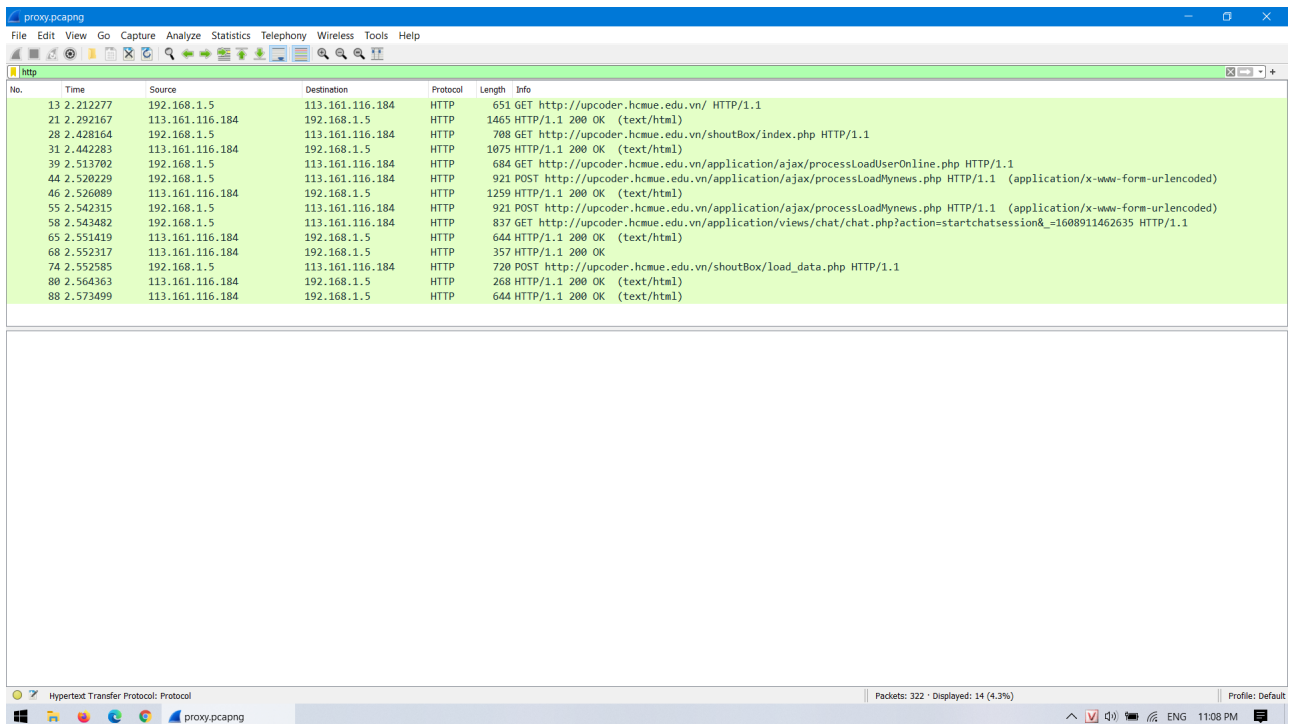 proxy.pcapng
File Edit View Go Capture Analyze Statistics Telephony Wireless Tools Help
http
No. Time Source Destination Protocol Length Info
13 2.212277 192.168.1.5 113.161.116.184 HTTP 651 GET http://upcoder.hcmue.edu.vn/ HTTP/1.1
21 2.292167 113.161.116.184 192.168.1.5 HTTP 1465 HTTP/1.1 200 OK (text/html)
28 2.428164 192.168.1.5 113.161.116.184 HTTP 708 GET http://upcoder.hcmue.edu.vn/shoutBox/index.php HTTP/1.1
31 2.442283 113.161.116.184 192.168.1.5 HTTP 1075 HTTP/1.1 200 OK (text/html)
39 2.513702 192.168.1.5 113.161.116.184 HTTP 684 GET http://upcoder.hcmue.edu.vn/application/ajax/processLoadUserOnline.php HTTP/1.1
44 2.520229 192.168.1.5 113.161.116.184 HTTP 921 POST http://upcoder.hcmue.edu.vn/application/ajax/processLoadMynews.php HTTP/1.1 (application/x-www-form-urlencoded)
46 2.526089 113.161.116.184 192.168.1.5 HTTP 1259 HTTP/1.1 200 OK (text/html)
55 2.542315 192.168.1.5 113.161.116.184 HTTP 921 POST http://upcoder.hcmue.edu.vn/application/ajax/processLoadMynews.php HTTP/1.1 (application/x-www-form-urlencoded)
58 2.543482 192.168.1.5 113.161.116.184 HTTP 837 GET http://upcoder.hcmue.edu.vn/application/views/chat/chat.php?action=startchatsession&_=1608911462635 HTTP/1.1
65 2.551419 113.161.116.184 192.168.1.5 HTTP 644 HTTP/1.1 200 OK (text/html)
68 2.552317 113.161.116.184 192.168.1.5 HTTP 357 HTTP/1.1 200 OK
74 2.552585 192.168.1.5 113.161.116.184 HTTP 720 POST http://upcoder.hcmue.edu.vn/shoutBox/load_data.php HTTP/1.1
80 2.564363 113.161.116.184 192.168.1.5 HTTP 268 HTTP/1.1 200 OK (text/html)
88 2.573499 113.161.116.184 192.168.1.5 HTTP 644 HTTP/1.1 200 OK (text/html)
Hypertext Transfer Protocol: Protocol Packets: 322 · Displayed: 14 (4.3%) Profile: Default
proxy.pcapng V ENG 11:08 PM